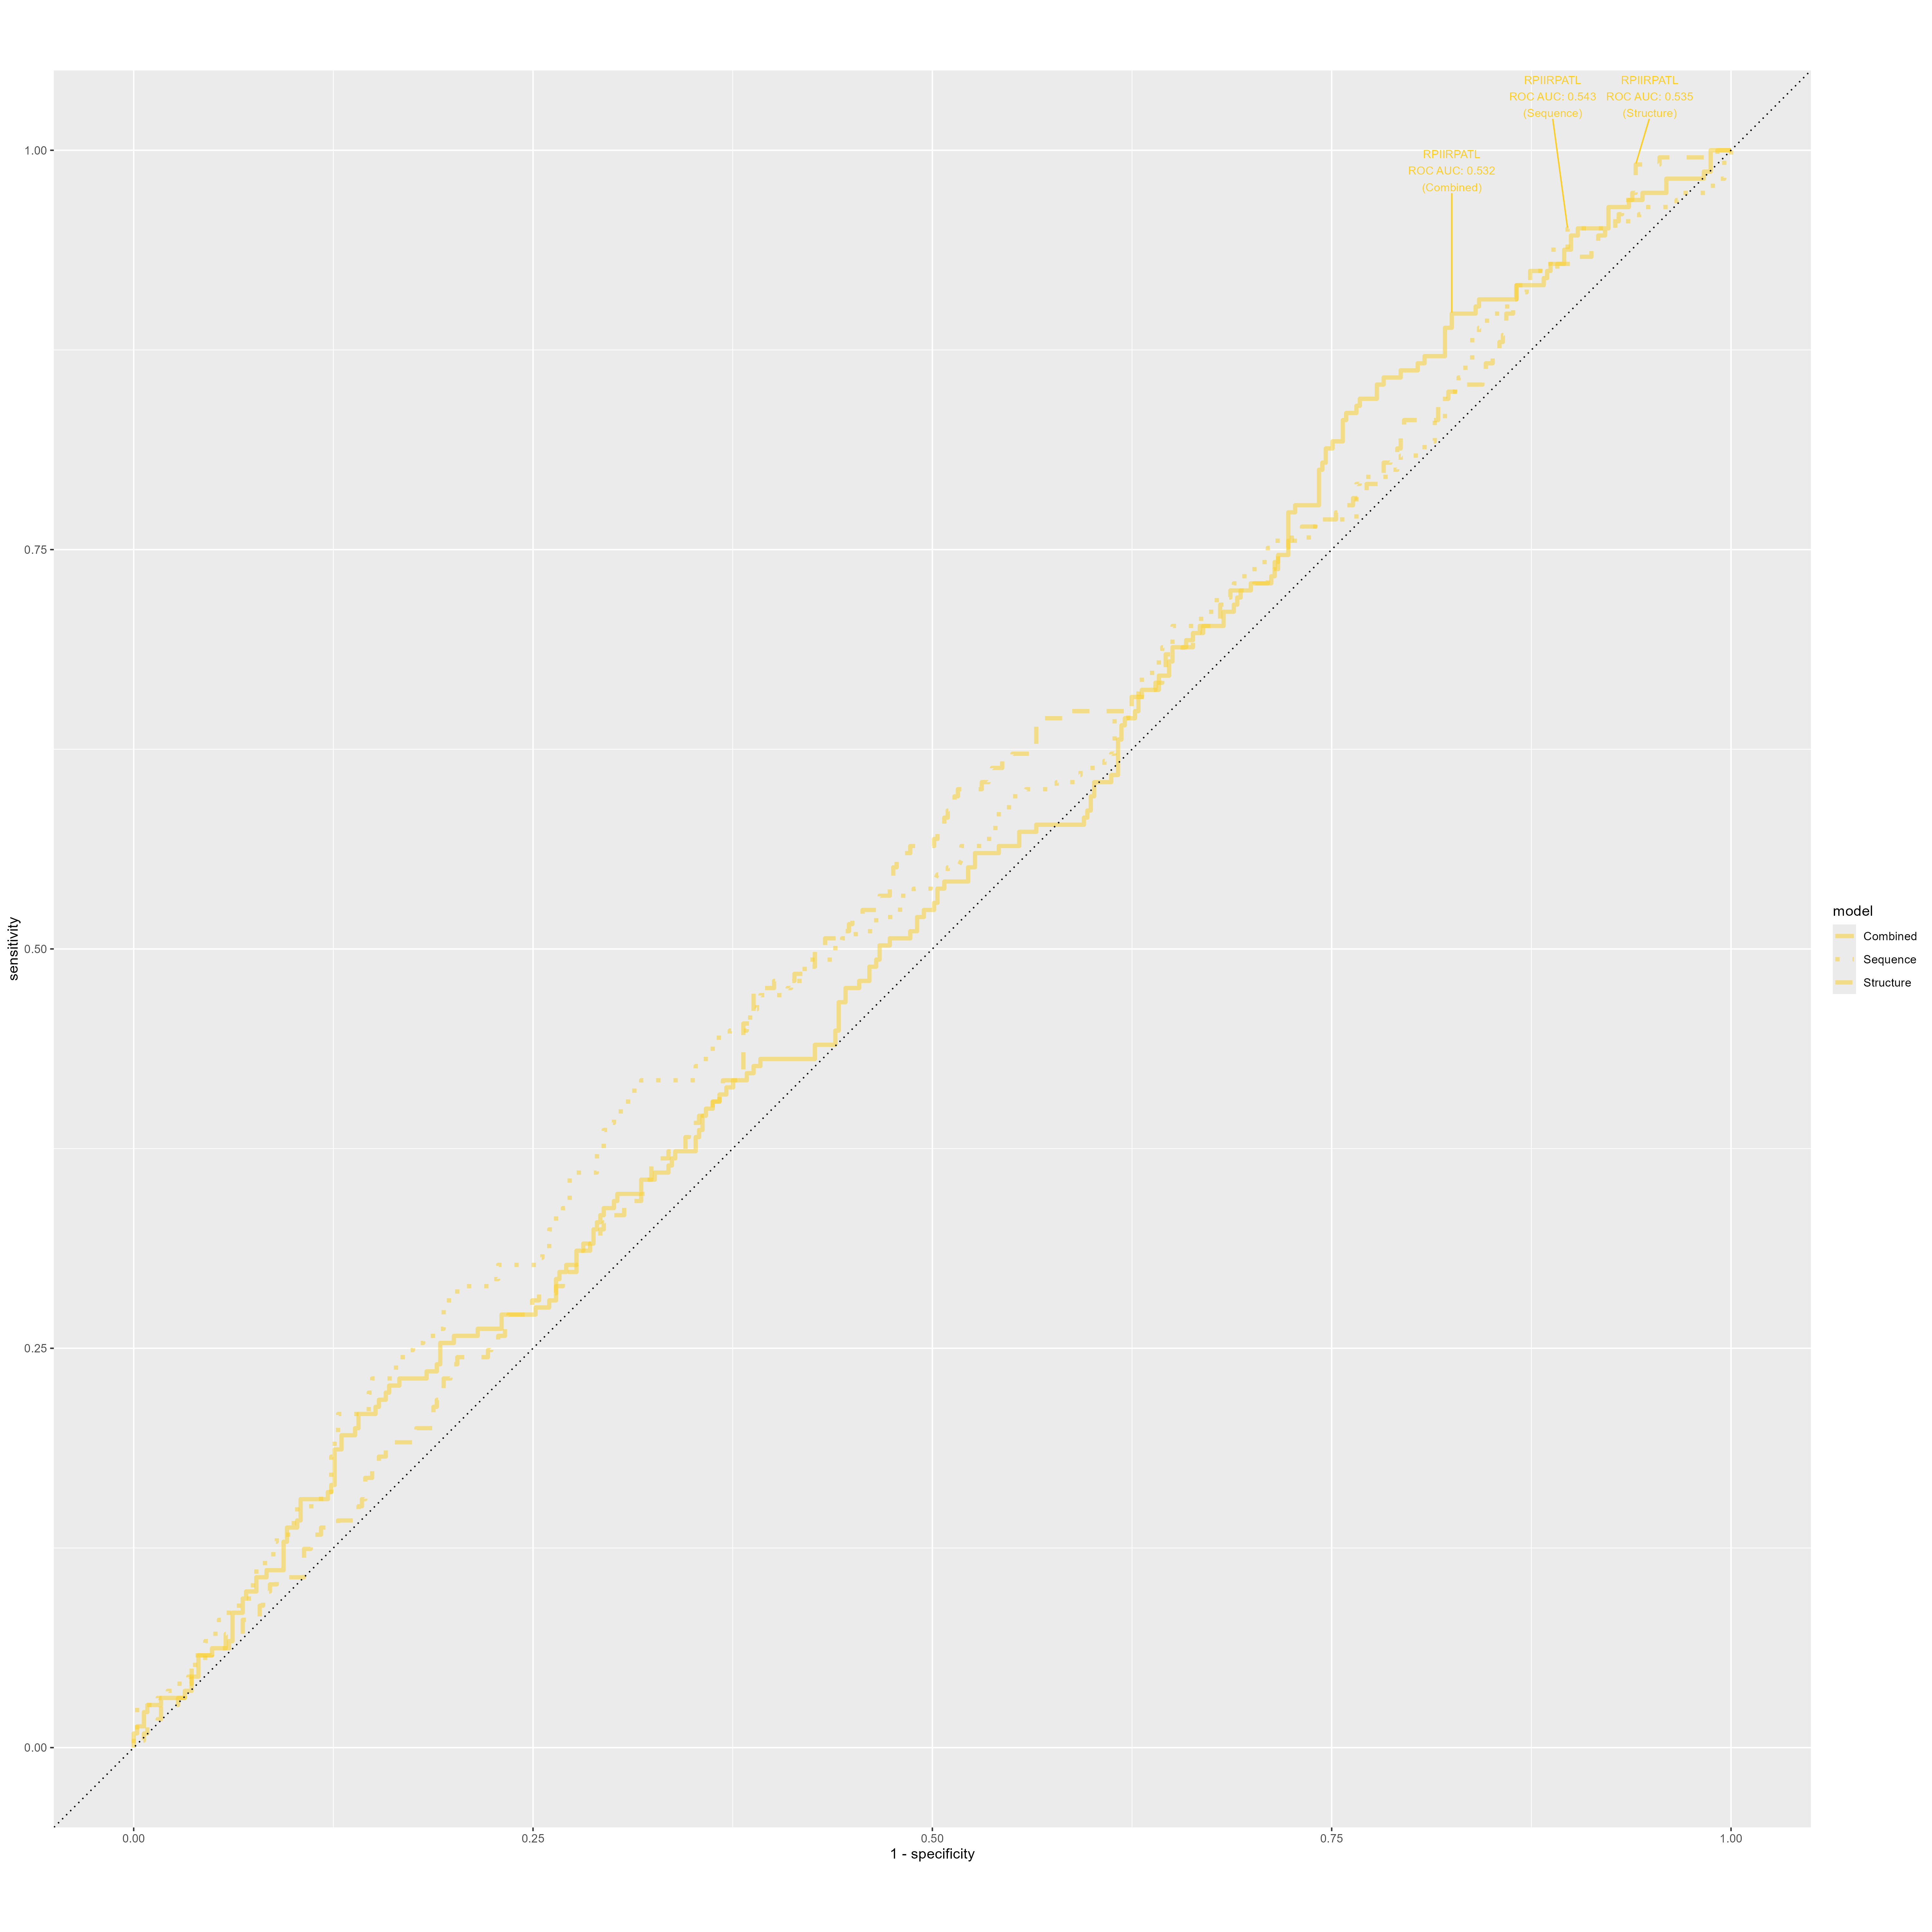 RPIIRPATL
ROC AUC: 0.543
(Sequence)
RPIIRPATL
ROC AUC: 0.535
(Structure)
RPIIRPATL
ROC AUC: 0.532
(Combined)
1.00
0.75
0.50
0.25
0.00
sensitivity
0.00
0.25
0.50
0.75
1.00
1 - specificity
model
Combined
Sequence
Structure